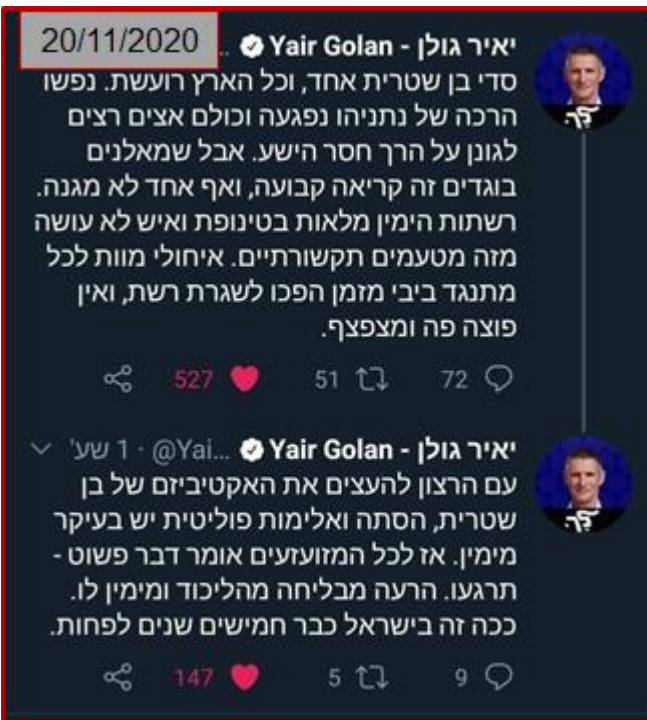 20/11/2020
יאיר גולן - Yair Golan ...
סדי בן שטרית אחד, וכל הארץ רועשת. נפשו
הרכה של נתניהו נפגעה וכולם אצים רצים
לגונן על הרך חסר הישע. אבל שמאלנים
בוגדים זה קריאה קבועה, ואף אחד לא מגנה.
רשתות הימין מלאות בטינופת ואיש לא עושה
מזה מטעמים תקשורתיים. איחולי מוות לכל
מתנגד ביבי מזמן הפכו לשגרת רשת, ואין
פוצה פה ומצפצף.
72 51 527
יאיר גולן - Yair Golan @Yai... · 1 שע'
עם הרצון להעצים את האקטיביזם של בן
שטרית, הסתה ואלימות פוליטית יש בעיקר
מימין. אז לכל המזועזעים אומר דבר פשוט -
תרגעו. הרעה מבליחה מהליכוד ומימין לו.
ככה זה בישראל כבר חמישים שנים לפחות.
9 5 147